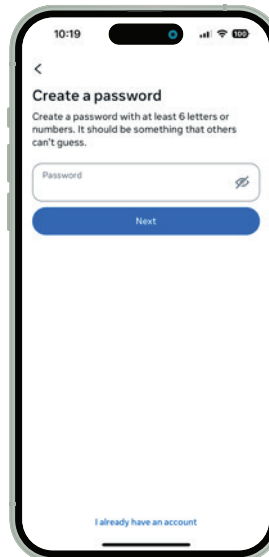 10:19
100
Create a password
Create a password with at least 6 letters or
numbers. It should be something that others
can't guess.
Password
Next
I already have an account